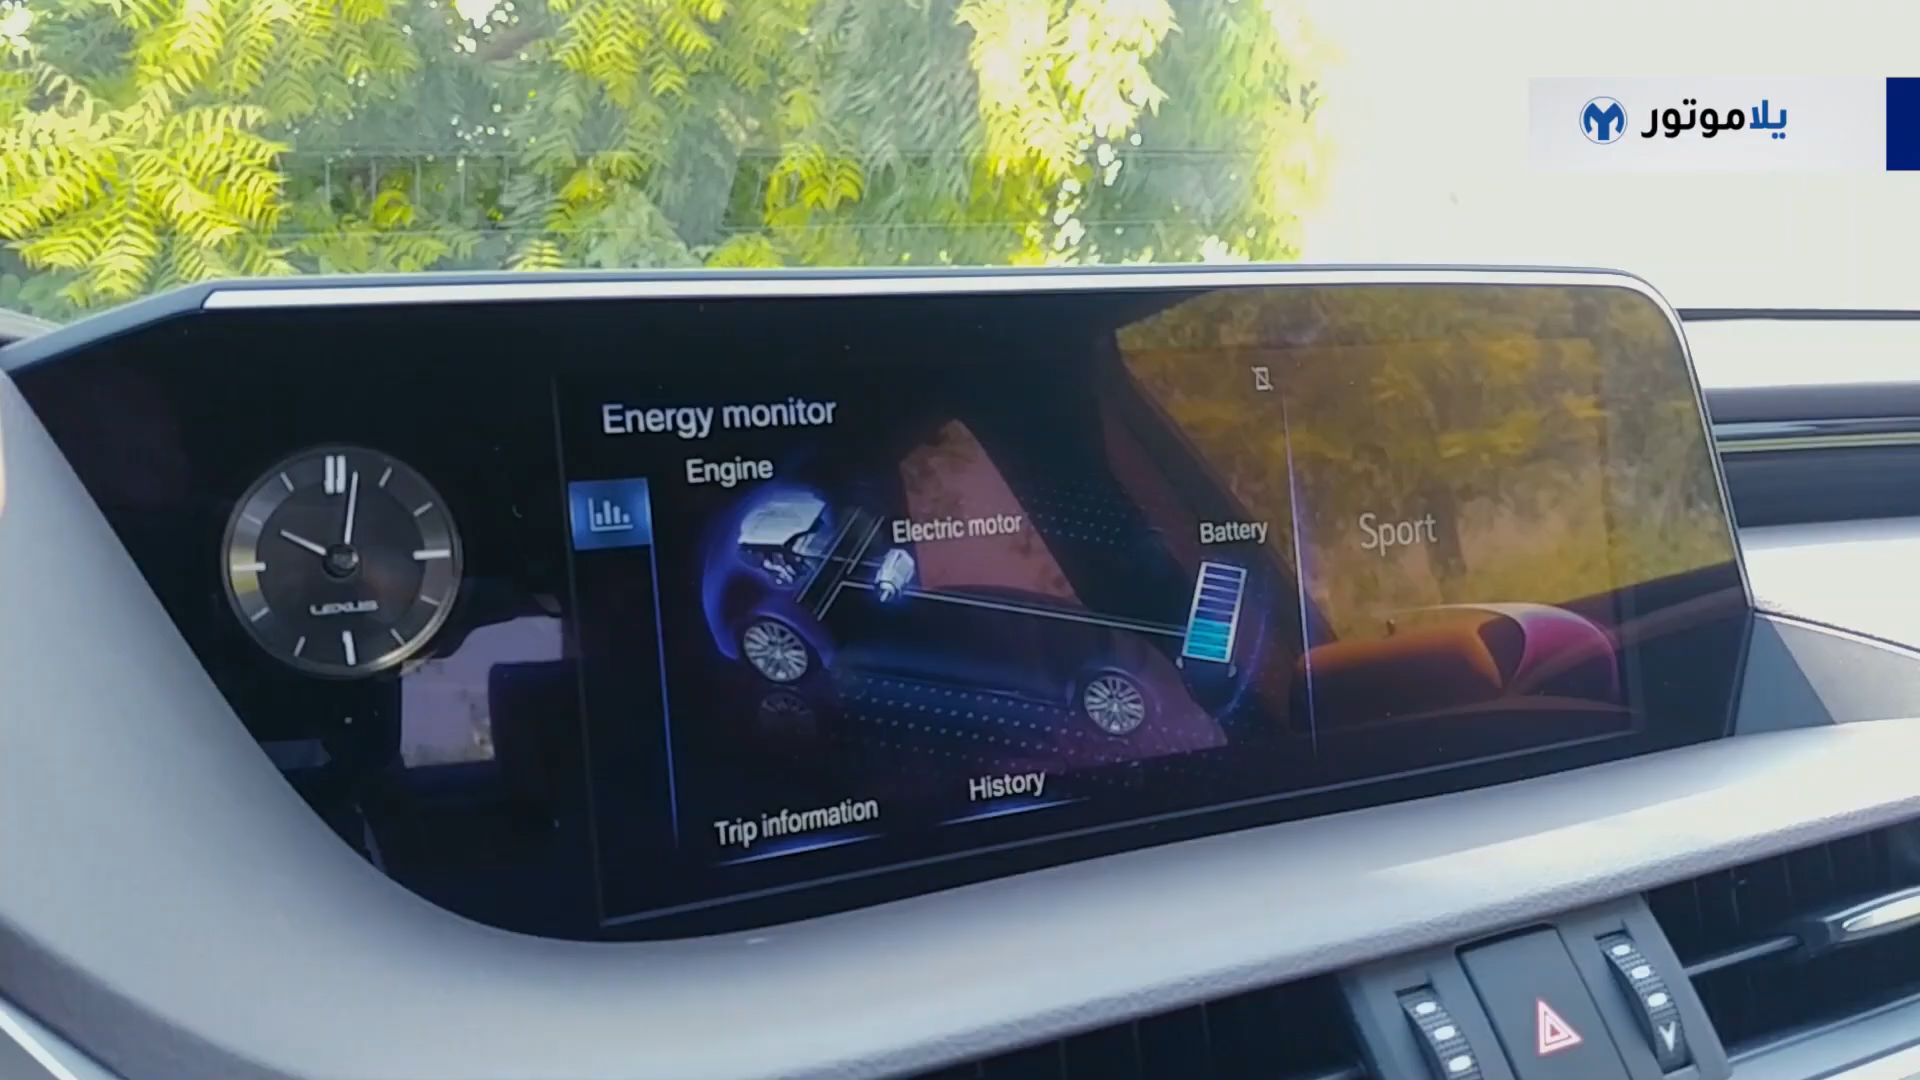 يلاموتور
Energy monitor
Engine
Electric motor
Battery
Sport
LEXUS
History
Trip information